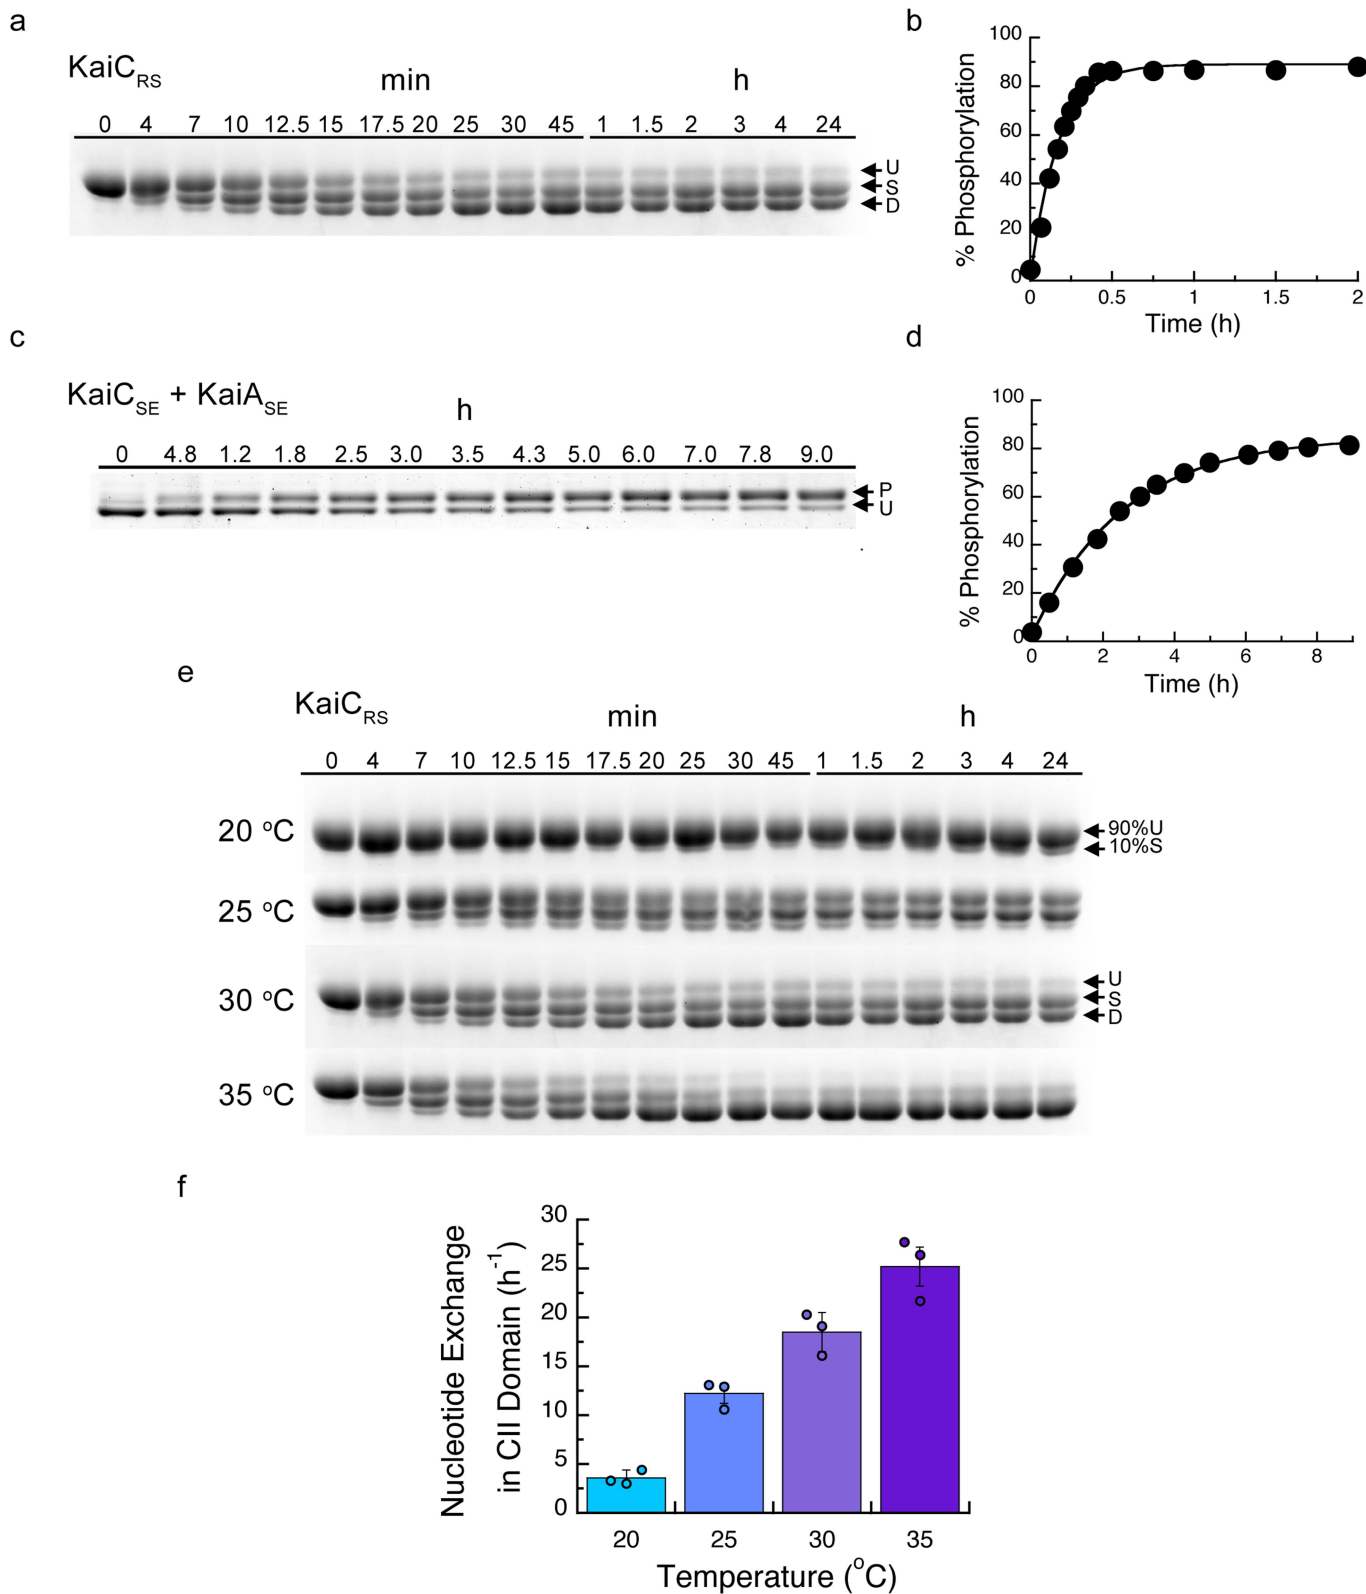 a
KaiC_RS
min
h
0 4 7 10 12.5 15 17.5 20 25 30 45 1 1.5 2 3 4 24
U
S
D
b
% Phosphorylation
100
80
60
40
20
0
0 0.5 1 1.5 2
Time (h)
c
KaiC_SE + KaiA_SE
h
0 4.8 1.2 1.8 2.5 3.0 3.5 4.3 5.0 6.0 7.0 7.8 9.0
P
U
d
% Phosphorylation
100
80
60
40
20
0
0 2 4 6 8
Time (h)
e
KaiC_RS
min
h
0 4 7 10 12.5 15 17.5 20 25 30 45 1 1.5 2 3 4 24
20 °C
90%U
10%S
25 °C
30 °C
U
S
D
35 °C
f
Nucleotide Exchange
in CII Domain (h⁻¹)
30
25
20
15
10
5
0
20 25 30 35
Temperature (°C)